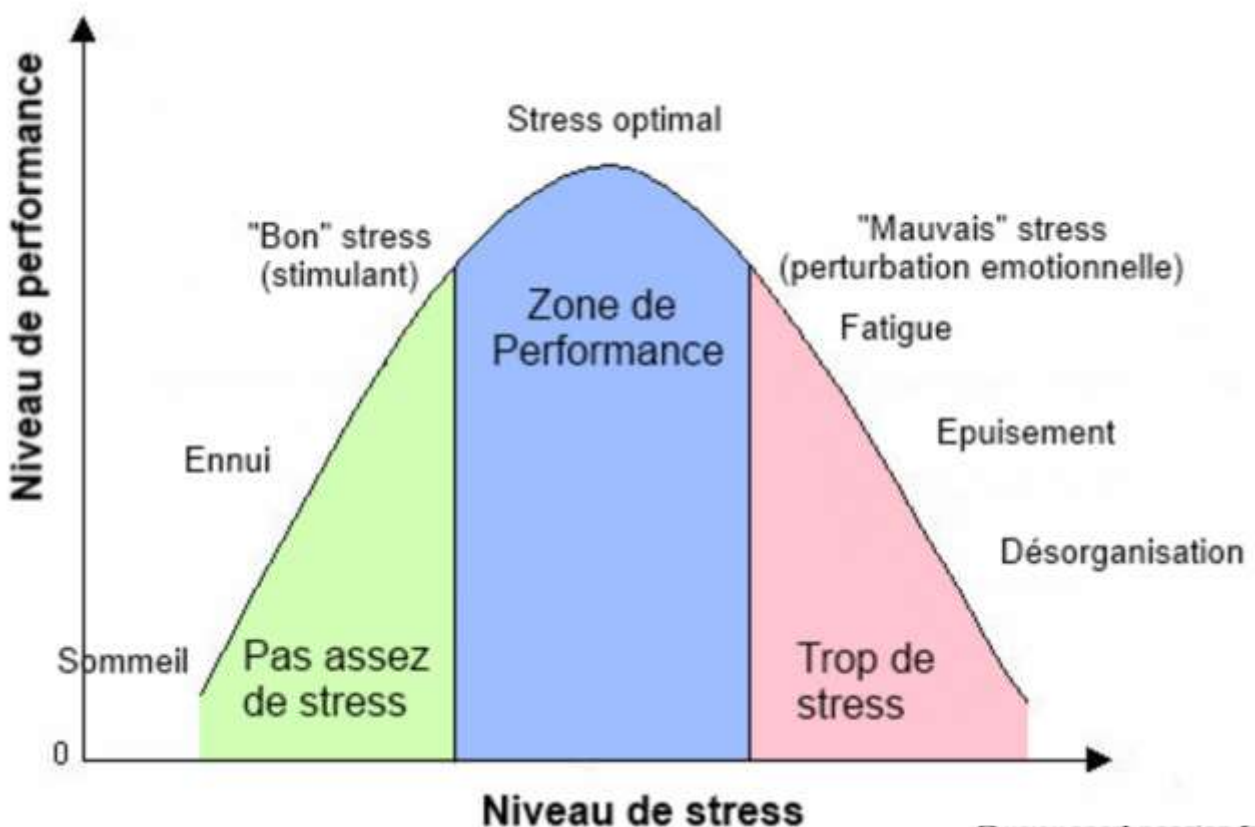 Niveau de performance
Stress optimal
"Bon" stress
(stimulant)
"Mauvais" stress
(perturbation emotionnelle)
Zone de
Performance
Fatigue
Ennui
Epuisement
Désorganisation
Sommeil
Pas assez
de stress
Trop de
stress
0
Niveau de stress